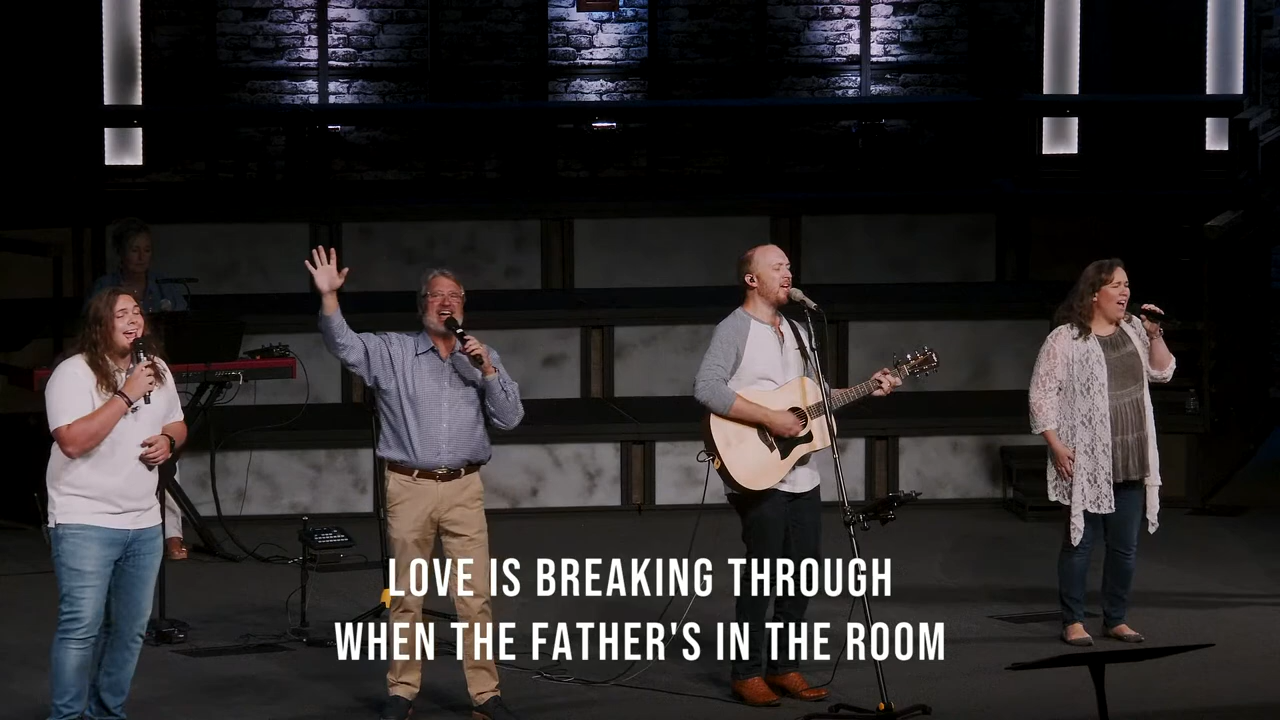 LOVE IS BREAKING THROUGH
WHEN THE FATHER'S IN THE ROOM